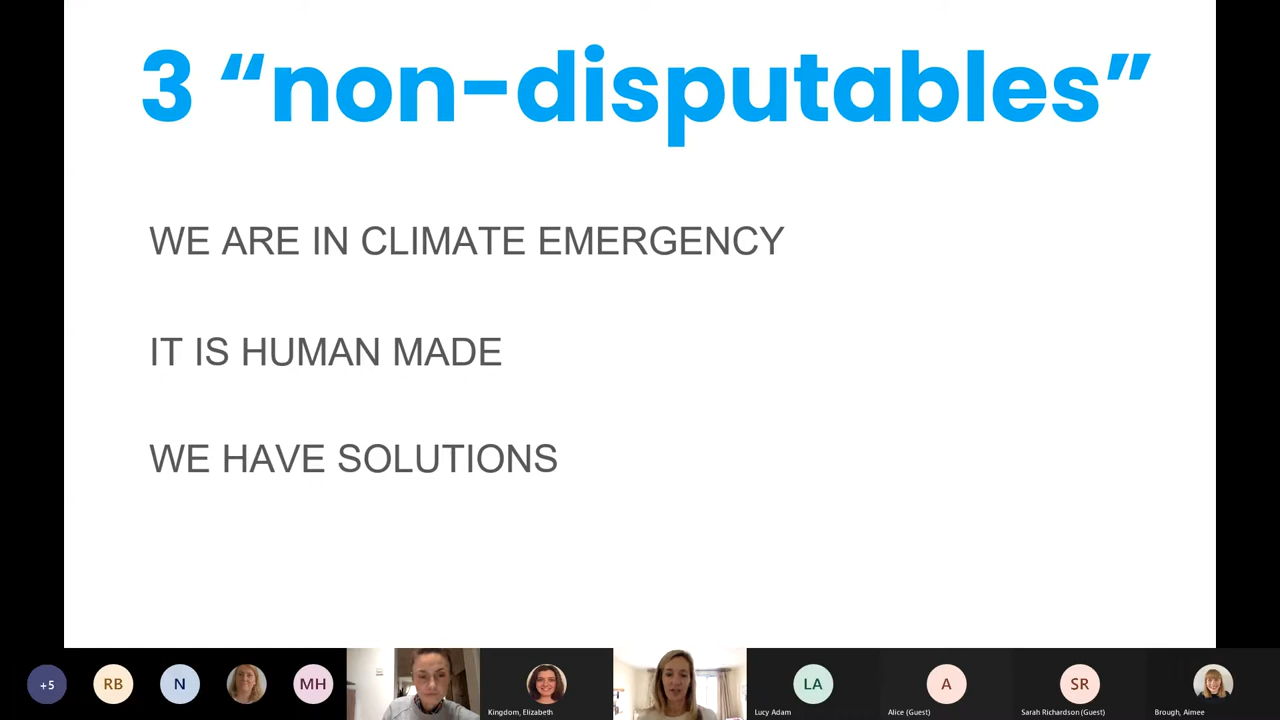 3 “non-disputables”
WE ARE IN CLIMATE EMERGENCY
IT IS HUMAN MADE
WE HAVE SOLUTIONS
+5
RB
N
MH
Kingdom, Elizabeth
LA
Lucy Adam
A
Alice (Guest)
SR
Sarah Richardson (Guest)
Brough, Aimee